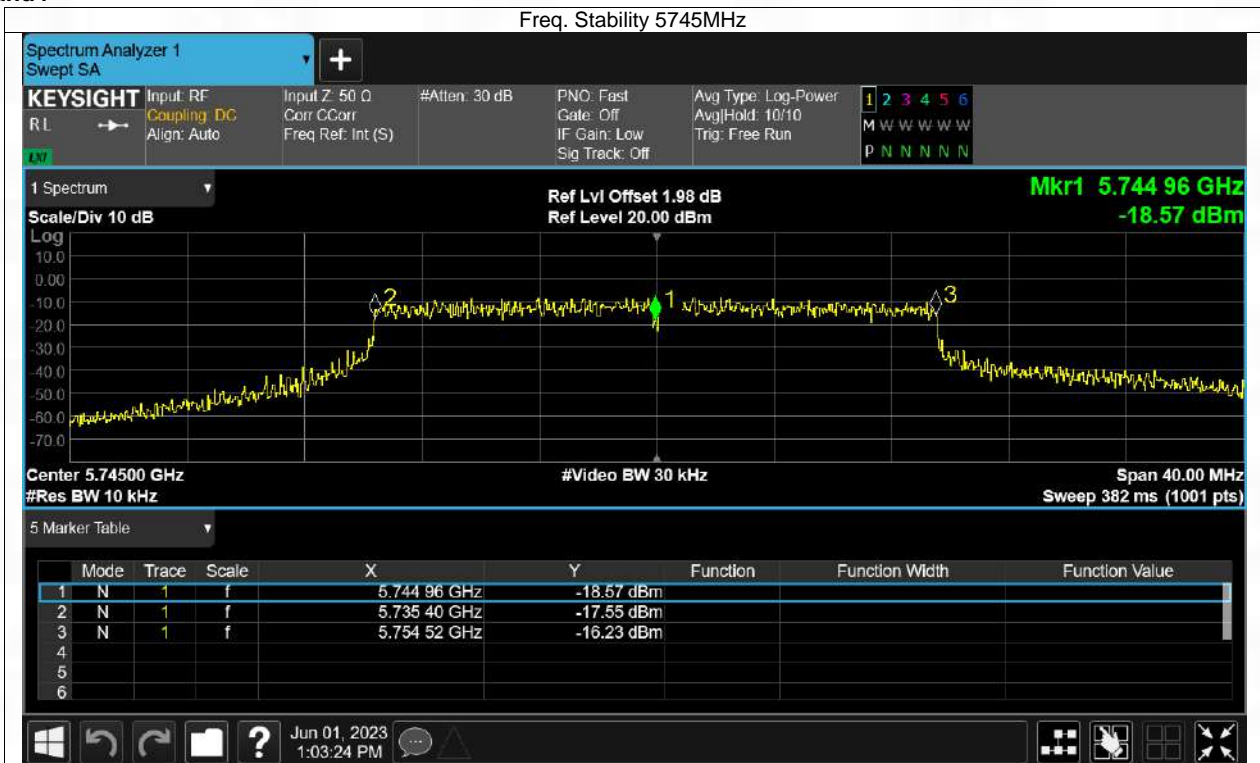 Freq. Stability 5745MHz
Spectrum Analyzer 1
Swept SA
+
KEYSIGHT
Input: RF
Input Z: 50 Ω
#Atten: 30 dB
PNO: Fast
Avg Type: Log-Power
1 2 3 4 5 6
RL
Coupling: DC
Corr CCorr
Gate: Off
Avg|Hold: 10/10
M W W W W W
Align: Auto
Freq Ref: Int (S)
IF Gain: Low
Trig: Free Run
LXI
Sig Track: Off
P N N N N N
1 Spectrum
Ref Lvl Offset 1.98 dB
Mkr1 5.744 96 GHz
Scale/Div 10 dB
Ref Level 20.00 dBm
-18.57 dBm
Log
10.0
0.00
-10.0
-20.0
-30.0
-40.0
-50.0
-60.0
-70.0
2
1
3
Center 5.74500 GHz
#Video BW 30 kHz
Span 40.00 MHz
#Res BW 10 kHz
Sweep 382 ms (1001 pts)
5 Marker Table
Mode Trace Scale X Y Function Function Width Function Value
1 N 1 f 5.744 96 GHz -18.57 dBm
2 N 1 f 5.735 40 GHz -17.55 dBm
3 N 1 f 5.754 52 GHz -16.23 dBm
4
5
6
?
Jun 01, 2023
1:03:24 PM